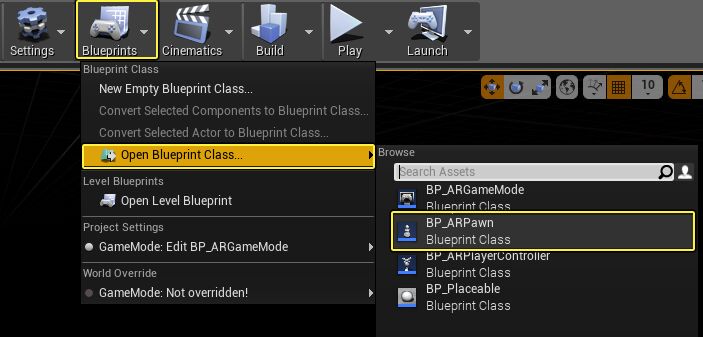 Settings
Blueprints
Cinematics
Build
Play
Launch
Blueprint Class
New Empty Blueprint Class...
Convert Selected Components to Blueprint Class...
Convert Selected Actor to Blueprint Class...
Open Blueprint Class...
Level Blueprints
Open Level Blueprint
Project Settings
GameMode: Edit BP_ARGameMode
World Override
GameMode: Not overridden!
10
Browse
Search Assets
BP_ARGameMode
Blueprint Class
BP_ARPawn
Blueprint Class
BP_ARPlayerController
Blueprint Class
BP_Placeable
Blueprint Class